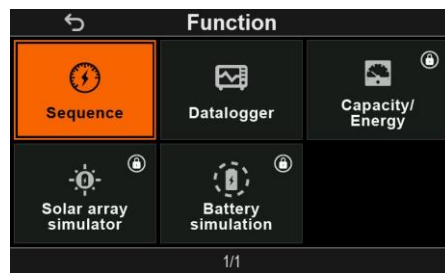 Function
Sequence
Datalogger
Capacity/
Energy
Solar array
simulator
Battery
simulation
1/1